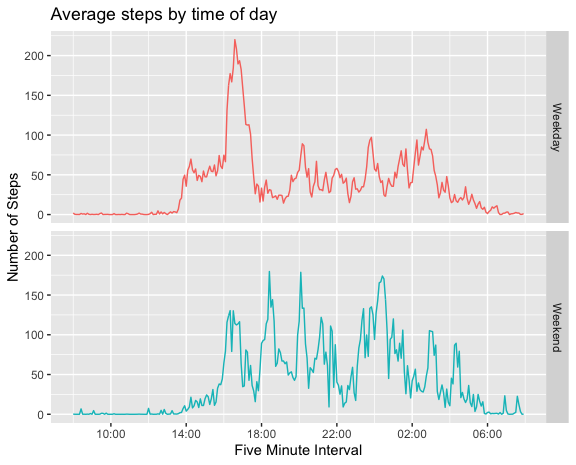 Average steps by time of day
Number of Steps
200
150
100
50
0
Weekday
200
150
100
50
0
Weekend
10:00 14:00 18:00 22:00 02:00 06:00
Five Minute Interval